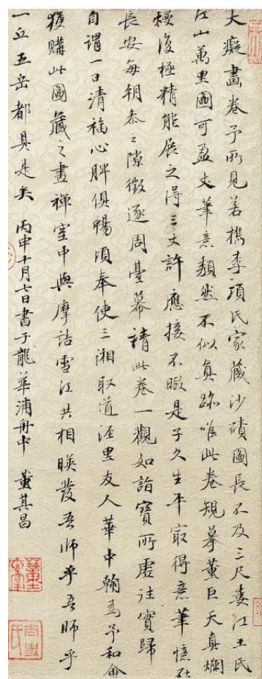 大癡畫卷予所見若檇李項氏家藏沙磧圖長不及三尺婁江王氏
江山萬里圖可盈丈筆意頹然不似真跡唯此卷規摹董巨天真爛
熳復極精能展之得三丈許應接不暇是子久生平最得意筆憶在
長安每朝參之隙徵逐周臺幕請此卷一觀如詣寶所虛往實歸
自謂一日清福心脾俱暢頃奉使三湘取道涇里友人華中翰為予和會
獲購此圖藏之畫禪室中與摩詰雪江共相映發吾師乎吾師乎
一丘五岳都具是矣 丙申十月七日書于龍華浦舟中 董其昌